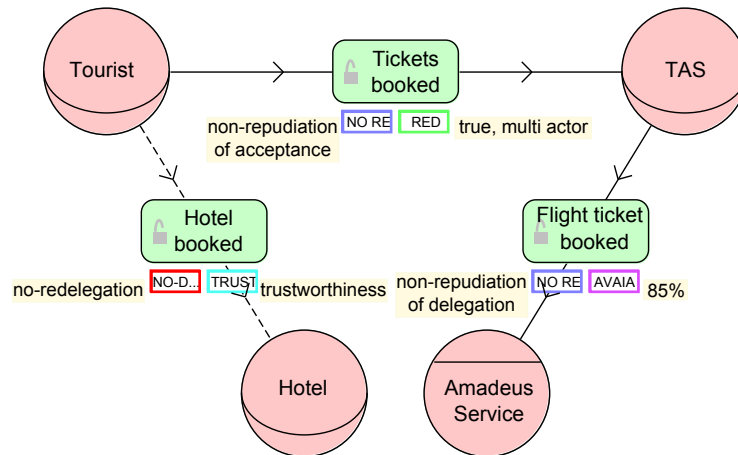 Tourist
Tickets
booked
TAS
non-repudiation
of acceptance
NO RE
RED
true, multi actor
Hotel
booked
Flight ticket
booked
no-redelegation
NO-D...
TRUST
trustworthiness
non-repudiation
of delegation
NO RE
AVAIA
85%
Hotel
Amadeus
Service